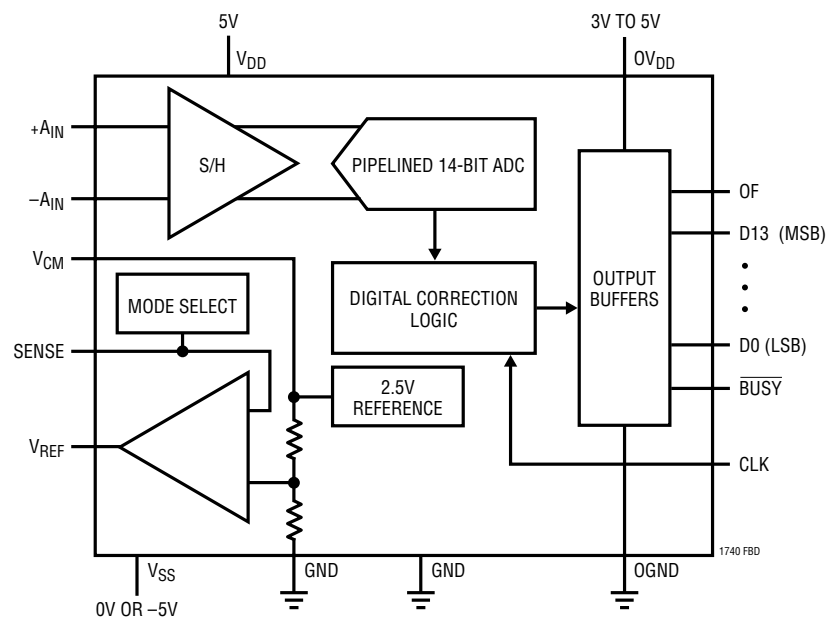 5V
3V TO 5V
VDD
OVDD
+AIN
S/H
PIPELINED 14-BIT ADC
–AIN
OF
D13 (MSB)
VCM
MODE SELECT
DIGITAL CORRECTION
LOGIC
OUTPUT
BUFFERS
SENSE
D0 (LSB)
2.5V
REFERENCE
BUSY
VREF
CLK
1740 FBD
VSS
GND
GND
OGND
0V OR –5V